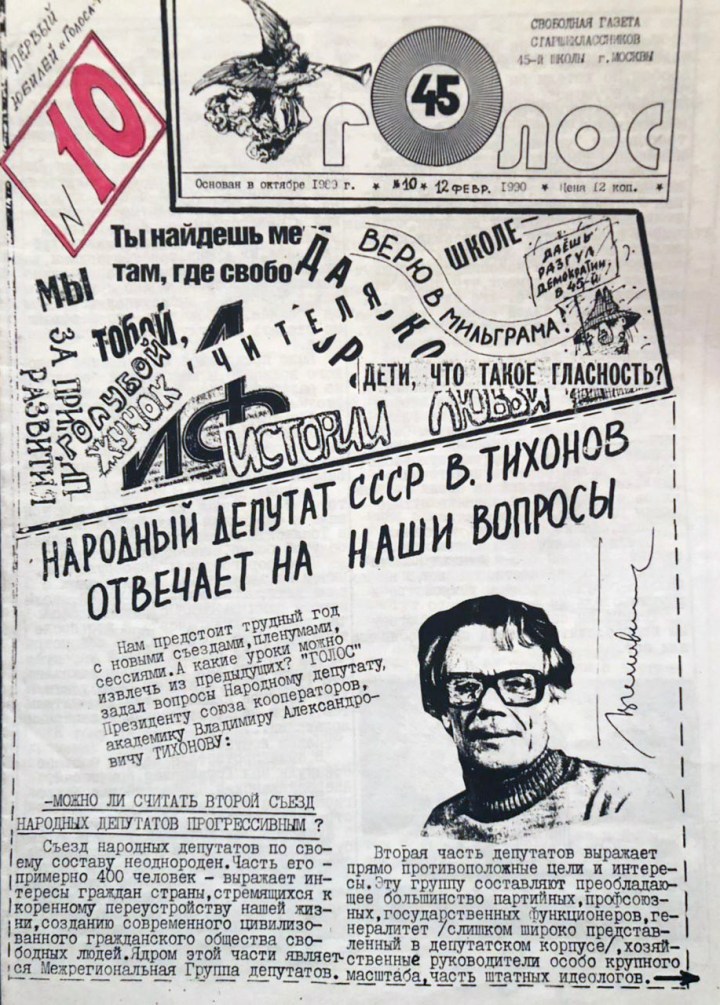 ПЕРВЫЙ
ЮБИЛЕЙ «ГОЛОСА»
N 10
СВОБОДНАЯ ГАЗЕТА
СТАРШЕКЛАССНИКОВ
45-й ШКОЛЫ г.МОСКВЫ
45
ГОЛОС
Основан в октябре 1989 г. * №10 * 12 ФЕВР. 1990 * Цена 12 коп. *
Ты найдешь ме
там, где свобо
ДА
ВЕРЮ В МИЛЬГРАМА!
ШКОЛЕ
ДАЁШЬ
РАЗГУЛ
ДЕМОКРАТИИ
В 45-й!
МЫ
ЗА
РАЗВИТИЯ
ТОБОЙ,
ГОЛУБОЙ
ЖУЧОК
ЧИТЕЛЯ,
КО
ДЕТИ, ЧТО ТАКОЕ ГЛАСНОСТЬ?
ИФ
ИСТОРИИ
ЛЮБВИ
НАРОДНЫЙ ДЕПУТАТ СССР В.ТИХОНОВ
ОТВЕЧАЕТ НА НАШИ ВОПРОСЫ
Нам предстоит трудный год
с новыми съездами,пленумами,
сессиями.А какие уроки можно
извлечь из предыдущих? "ГОЛОС"
задал вопросы Народному депутату,
Президенту союза кооператоров,
академику Владимиру Александро-
вичу ТИХОНОВУ:
-МОЖНО ЛИ СЧИТАТЬ ВТОРОЙ СЪЕЗД
НАРОДНЫХ ДЕПУТАТОВ ПРОГРЕССИВНЫМ ?
Съезд народных депутатов по сво-
ему составу неоднороден.Часть его -
примерно 400 человек - выражает ин-
тересы граждан страны,стремящихся к
коренному переустройству нашей жиз-
ни,созданию современного цивилизо-
ванного гражданского общества сво-
бодных людей.Ядром этой части являет-
ся Межрегиональная Группа депутатов.
Вторая часть депутатов выражает
прямо противоположные цели и интере-
сы.Эту группу составляют преобладаю-
щее большинство партийных,профсоюз-
ных,государственных функционеров,ге-
нералитет /слишком широко представ-
ленный в депутатском корпусе/,хозяй-
ственные руководители особо крупного
масштаба,часть штатных идеологов.